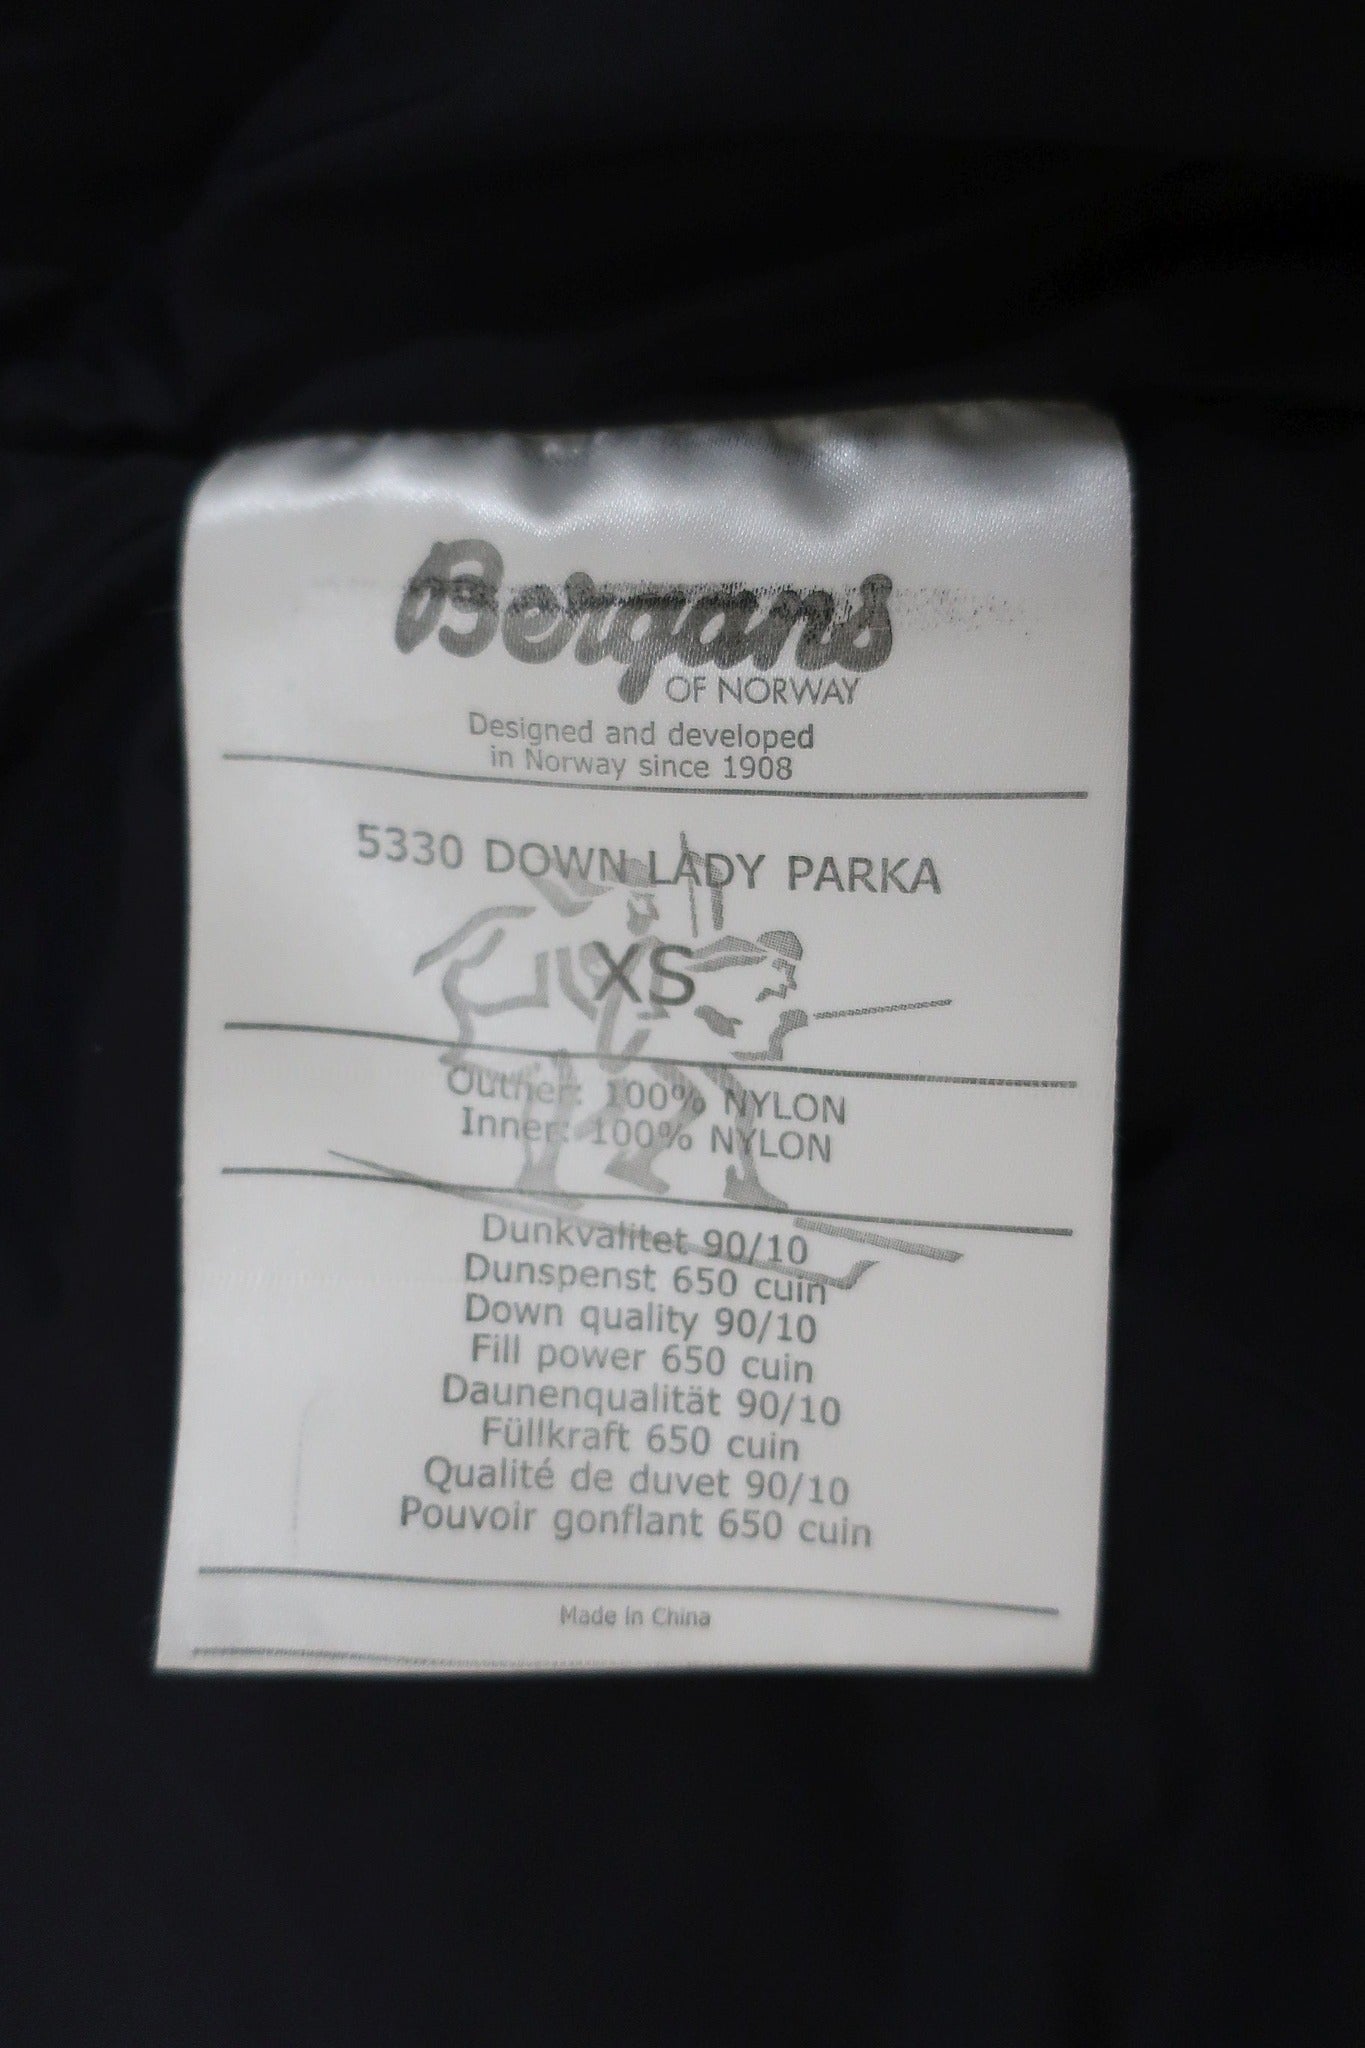 Bergans
OF NORWAY
Designed and developed
in Norway since 1908
5330 DOWN LADY PARKA
XS
Outher: 100% NYLON
Inner: 100% NYLON
Dunkvalitet 90/10
Dunspenst 650 cuin
Down quality 90/10
Fill power 650 cuin
Daunenqualität 90/10
Füllkraft 650 cuin
Qualité de duvet 90/10
Pouvoir gonflant 650 cuin
Made in China